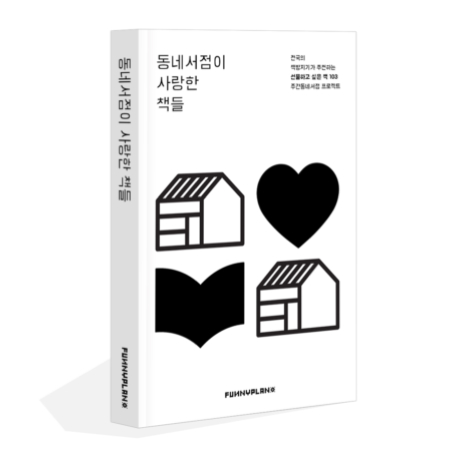 동네서점이
사랑한
책들
전국의
책방지기가 추천하는
선물하고 싶은 책 103
주간동네서점 프로젝트
동네서점이 사랑한 책들
FUNNYPLAN
FUNNYPLAN